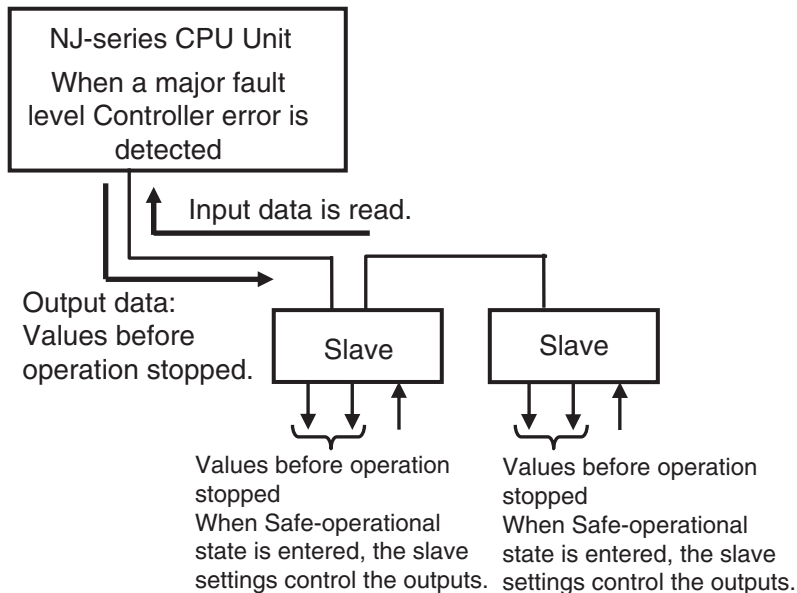 NJ-series CPU Unit
When a major fault
level Controller error is
detected
Input data is read.
Output data:
Values before
operation stopped.
Slave
Slave
Values before operation
stopped
When Safe-operational
state is entered, the slave
settings control the outputs.
Values before operation
stopped
When Safe-operational
state is entered, the slave
settings control the outputs.